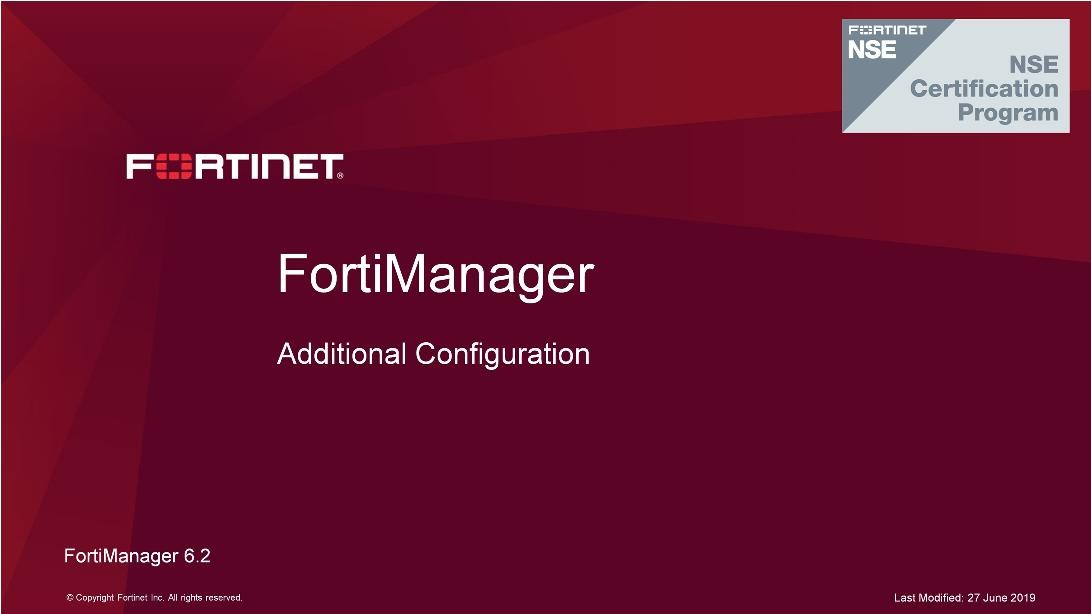 FORTINET
NSE
NSE
Certification
Program
FORTINET®
FortiManager
Additional Configuration
FortiManager 6.2
© Copyright Fortinet Inc. All rights reserved.
Last Modified: 27 June 2019